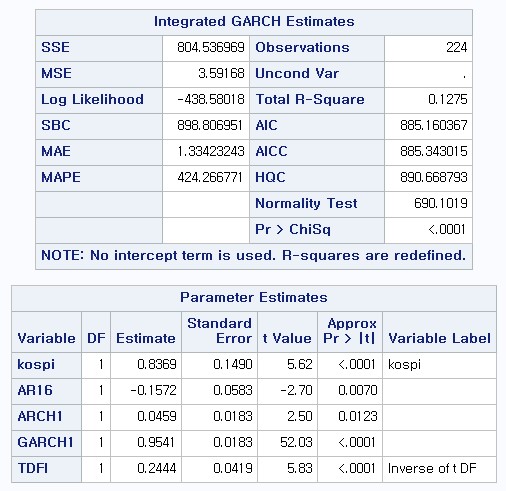 Integrated GARCH Estimates
SSE 804.536969 Observations 224
MSE 3.59168 Uncond Var .
Log Likelihood -438.58018 Total R-Square 0.1275
SBC 898.806951 AIC 885.160367
MAE 1.33423243 AICC 885.343015
MAPE 424.266771 HQC 890.668793
Normality Test 690.1019
Pr > ChiSq <.0001
NOTE: No intercept term is used. R-squares are redefined.
Parameter Estimates
Variable DF Estimate Standard Error t Value Approx Pr > |t| Variable Label
kospi 1 0.8369 0.1490 5.62 <.0001 kospi
AR16 1 -0.1572 0.0583 -2.70 0.0070
ARCH1 1 0.0459 0.0183 2.50 0.0123
GARCH1 1 0.9541 0.0183 52.03 <.0001
TDFI 1 0.2444 0.0419 5.83 <.0001 Inverse of t DF